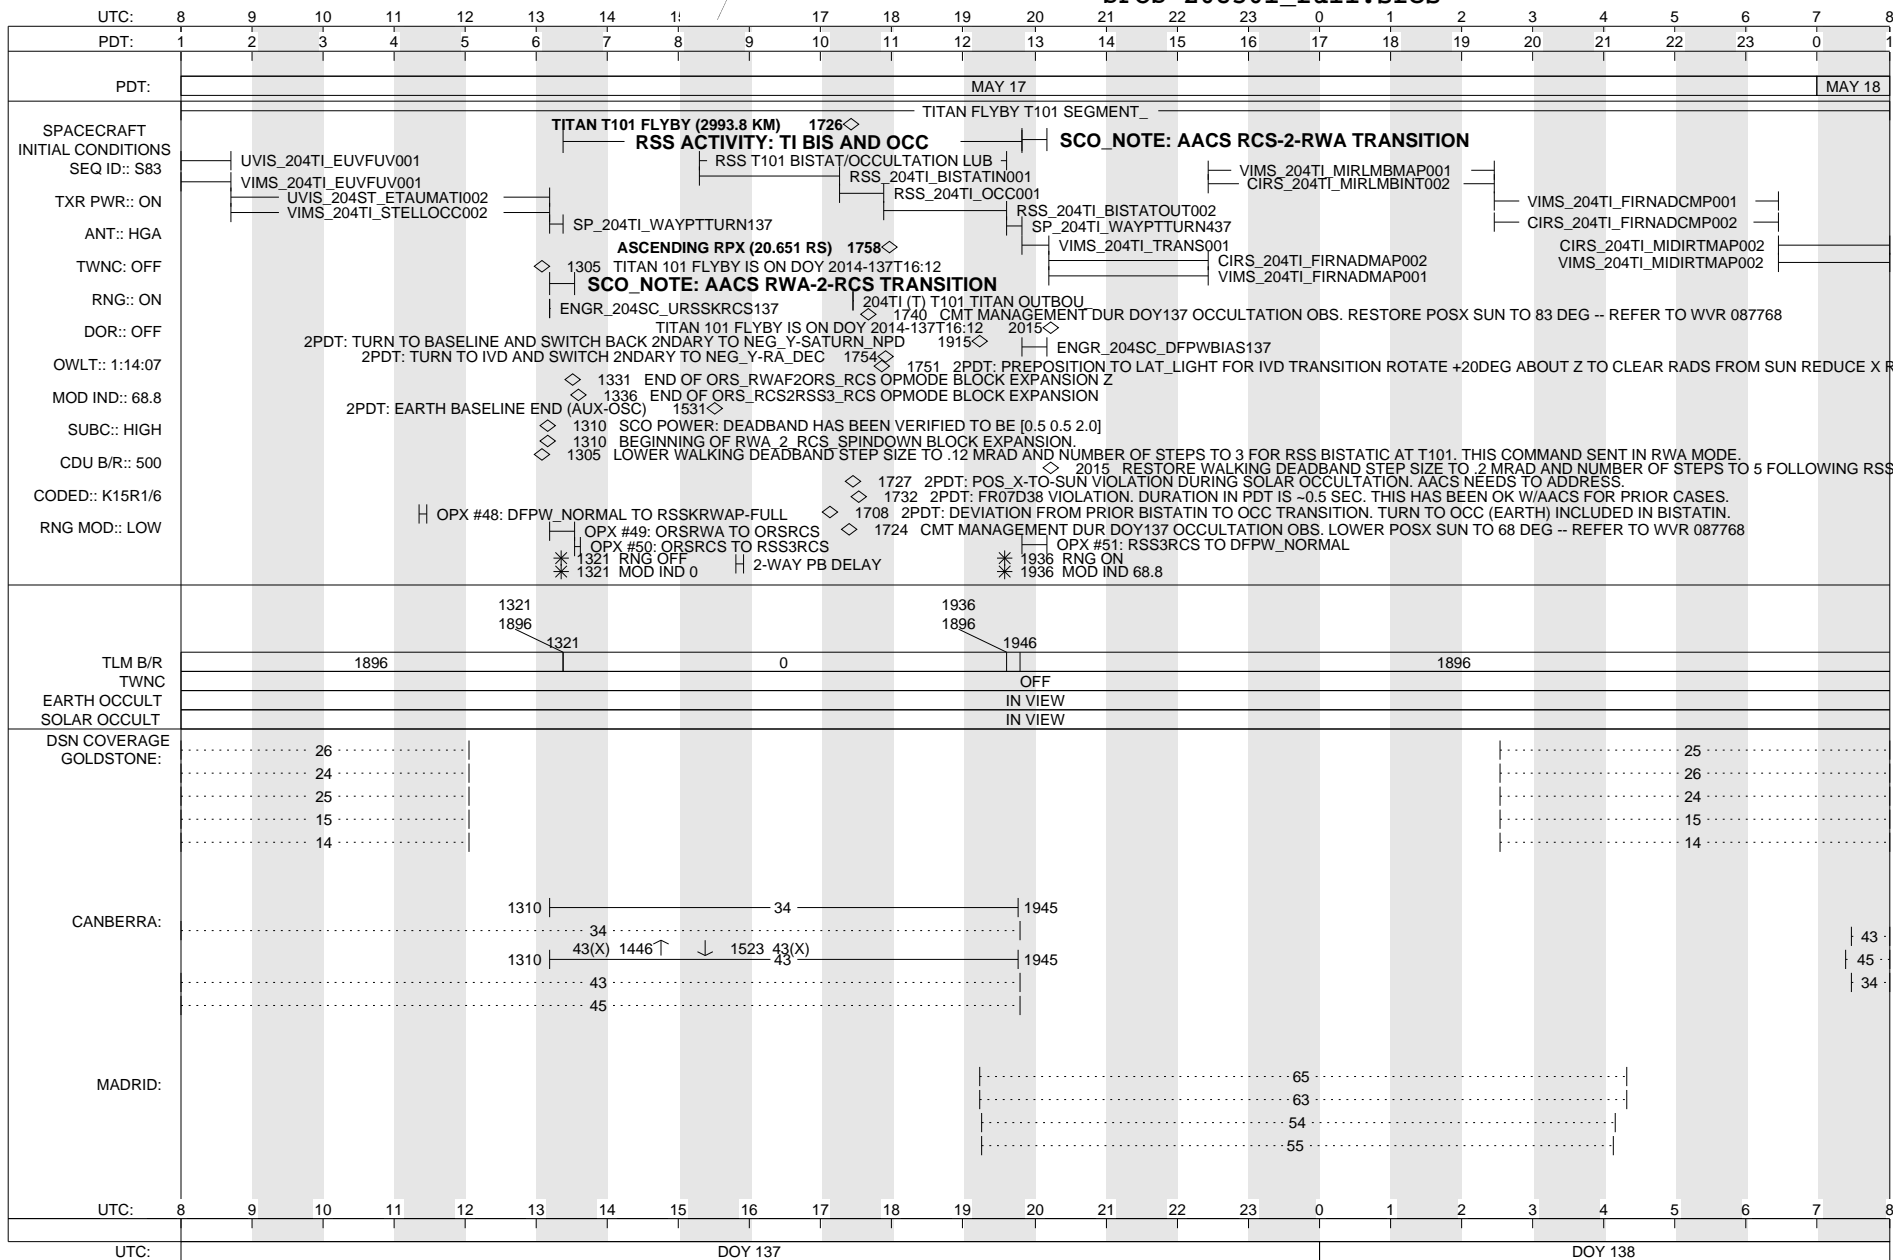 UTC: 8 9 10 11 12 13 14 17 18 19 20 21 22 23 0 1 2 3 4 5 6 7 8
PDT: 1 2 3 4 5 6 7 8 9 10 11 12 13 14 15 16 17 18 19 20 21 22 23 0 1
PDT: MAY 17 MAY 18
TITAN FLYBY T101 SEGMENT_
SPACECRAFT
INITIAL CONDITIONS
SEQ ID:: S83
TXR PWR:: ON
ANT:: HGA
TWNC: OFF
RNG:: ON
DOR:: OFF
OWLT:: 1:14:07
MOD IND:: 68.8
SUBC:: HIGH
CDU B/R:: 500
CODED:: K15R1/6
RNG MOD:: LOW
TITAN T101 FLYBY (2993.8 KM) 1726
RSS ACTIVITY: TI BIS AND OCC
SCO_NOTE: AACS RCS-2-RWA TRANSITION
UVIS_204TI_EUVFUV001
RSS T101 BISTAT/OCCULTATION LUB
VIMS_204TI_MIRLMBMAP001
VIMS_204TI_EUVFUV001
RSS_204TI_BISTATIN001
CIRS_204TI_MIRLMBINT002
UVIS_204ST_ETAUMATI002
RSS_204TI_OCC001
VIMS_204TI_FIRNADCMP001
VIMS_204TI_STELLOCC002
RSS_204TI_BISTATOUT002
SP_204TI_WAYPTTURN137
SP_204TI_WAYPTTURN437
CIRS_204TI_FIRNADCMP002
ASCENDING RPX (20.651 RS) 1758
VIMS_204TI_TRANS001
CIRS_204TI_MIDIRTMAP002
1305 TITAN 101 FLYBY IS ON DOY 2014-137T16:12
CIRS_204TI_FIRNADMAP002
VIMS_204TI_MIDIRTMAP002
VIMS_204TI_FIRNADMAP001
SCO_NOTE: AACS RWA-2-RCS TRANSITION
204TI (T) T101 TITAN OUTBOU_
ENGR_204SC_URSSKRCS137
1740 CMT MANAGEMENT DUR DOY137 OCCULTATION OBS. RESTORE POSX SUN TO 83 DEG -- REFER TO WVR 087768
TITAN 101 FLYBY IS ON DOY 2014-137T16:12 2015
2PDT: TURN TO BASELINE AND SWITCH BACK 2NDARY TO NEG_Y-SATURN_NPD 1915
ENGR_204SC_DFPWBIAS137
2PDT: TURN TO IVD AND SWITCH 2NDARY TO NEG_Y-RA_DEC 1754
1751 2PDT: PREPOSITION TO LAT_LIGHT FOR IVD TRANSITION ROTATE +20DEG ABOUT Z TO CLEAR RADS FROM SUN REDUCE X R
1331 END OF ORS_RWAF2ORS_RCS OPMODE BLOCK EXPANSION Z
1336 END OF ORS_RCS2RSS3_RCS OPMODE BLOCK EXPANSION
2PDT: EARTH BASELINE END (AUX-OSC) 1531
1310 SCO POWER: DEADBAND HAS BEEN VERIFIED TO BE [0.5 0.5 2.0]
1310 BEGINNING OF RWA_2_RCS_SPINDOWN BLOCK EXPANSION.
1305 LOWER WALKING DEADBAND STEP SIZE TO .12 MRAD AND NUMBER OF STEPS TO 3 FOR RSS BISTATIC AT T101. THIS COMMAND SENT IN RWA MODE.
2015 RESTORE WALKING DEADBAND STEP SIZE TO .2 MRAD AND NUMBER OF STEPS TO 5 FOLLOWING RSS
1727 2PDT: POS_X-TO-SUN VIOLATION DURING SOLAR OCCULTATION. AACS NEEDS TO ADDRESS.
1732 2PDT: FR07D38 VIOLATION. DURATION IN PDT IS ~0.5 SEC. THIS HAS BEEN OK W/AACS FOR PRIOR CASES.
OPX #48: DFPW_NORMAL TO RSSKRWAP-FULL
1708 2PDT: DEVIATION FROM PRIOR BISTATIN TO OCC TRANSITION. TURN TO OCC (EARTH) INCLUDED IN BISTATIN.
OPX #49: ORSRWA TO ORSRCS
1724 CMT MANAGEMENT DUR DOY137 OCCULTATION OBS. LOWER POSX SUN TO 68 DEG -- REFER TO WVR 087768
OPX #50: ORSRCS TO RSS3RCS
OPX #51: RSS3RCS TO DFPW_NORMAL
1321 RNG OFF
2-WAY PB DELAY
1936 RNG ON
1321 MOD IND 0
1936 MOD IND 68.8
1321 1936
1896 1896
1321 1946
TLM B/R 1896 0 1896
TWNC OFF
EARTH OCCULT IN VIEW
SOLAR OCCULT IN VIEW
DSN COVERAGE
GOLDSTONE:
26 25
24 26
25 24
15 15
14 14
CANBERRA:
1310 34 1945
34
43
43(X) 1446 1523 43(X)
1310 43 1945
45
43
34
45
MADRID:
65
63
54
55
UTC: 8 9 10 11 12 13 14 15 16 17 18 19 20 21 22 23 0 1 2 3 4 5 6 7 8
UTC: DOY 137 DOY 138